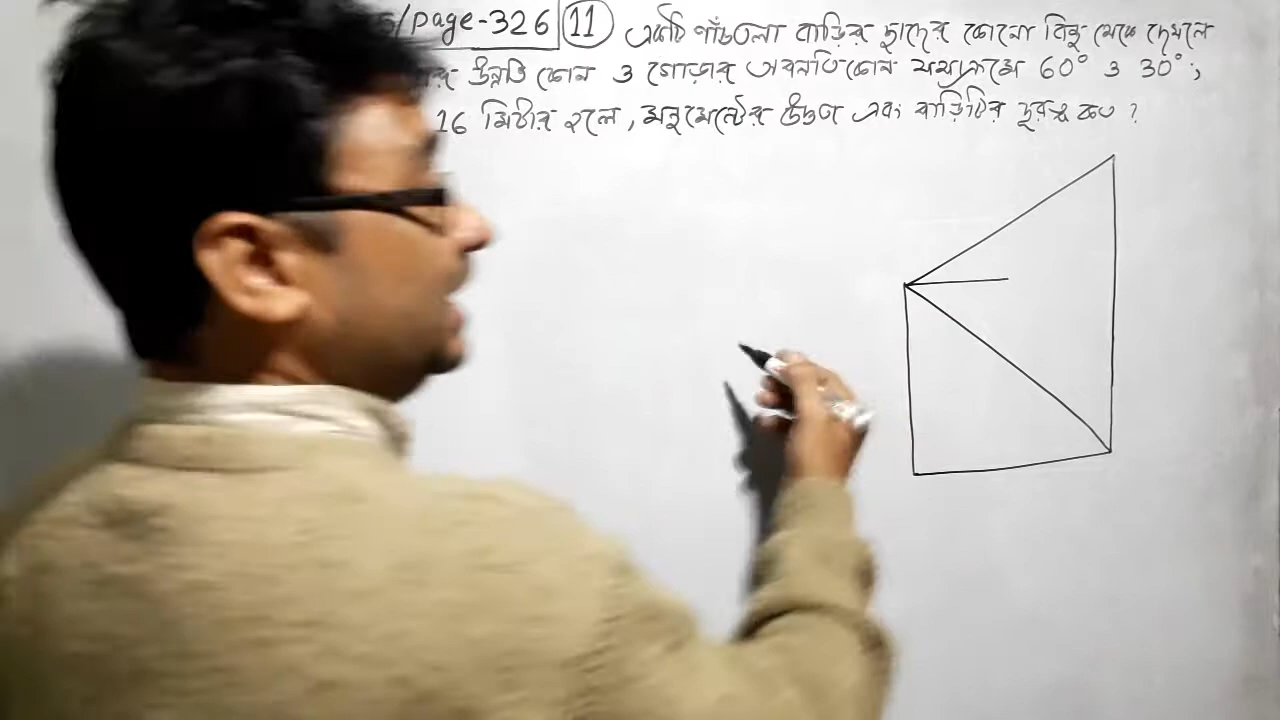 /page-326 11 একটি পাঁচতলা বাড়ির ছাদের কোনো বিন্দু থেকে দেখলে
র উন্নতি কোন ও গোড়ার অবনতি কোন যথাক্রমে 60° ও 30°;
16 মিটার হলে, মনুমেন্টের উচ্চতা এবং বাড়িটির দূরত্ব কত?